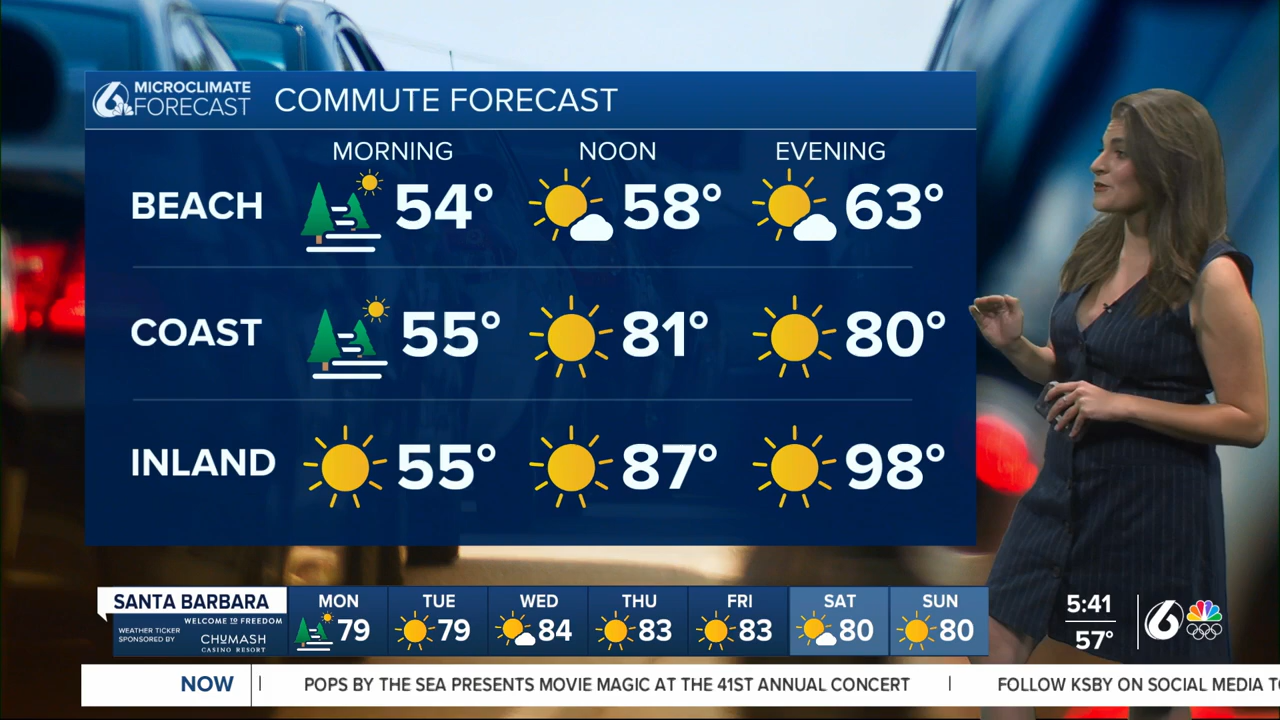 6 MICROCLIMATE
FORECAST
COMMUTE FORECAST
MORNING NOON EVENING
BEACH 54° 58° 63°
COAST 55° 81° 80°
INLAND 55° 87° 98°
SANTA BARBARA
WEATHER TICKER
SPONSORED BY
WELCOME TO FREEDOM
CHUMASH
CASINO RESORT
MON TUE WED THU FRI SAT SUN
79 79 84 83 83 80 80
5:41
57°
6
NOW | POPS BY THE SEA PRESENTS MOVIE MAGIC AT THE 41ST ANNUAL CONCERT | FOLLOW KSBY ON SOCIAL MEDIA